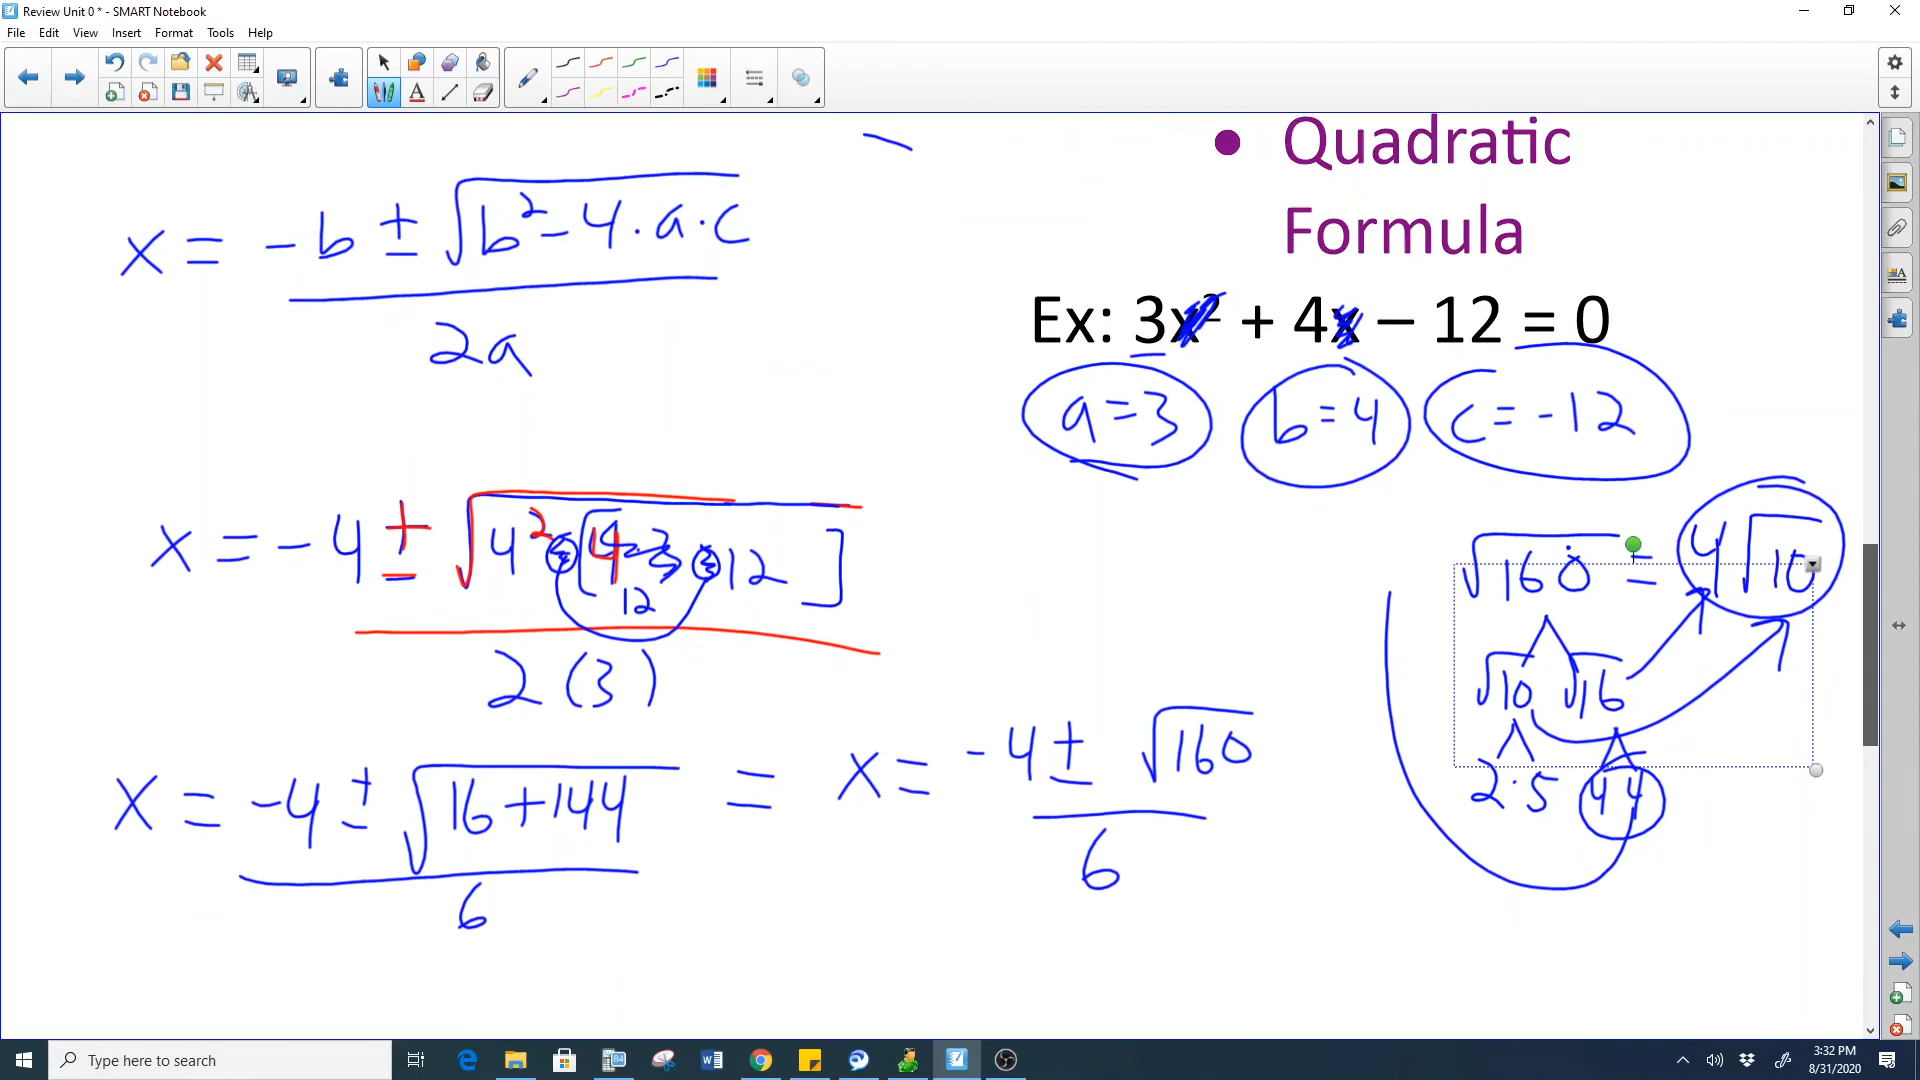 Review Unit 0 * - SMART Notebook
File Edit View Insert Format Tools Help
• Quadratic
Formula
x = -b ± √b² - 4·a·c
2a
Ex: 3x² + 4x – 12 = 0
a=3 b=4 c=-12
x = -4 ± √4² - [4·3·-12]
12
2(3)
√160 = 4√10
√10 √16
2·5 4 4
x = -4 ± √16+144 = x = -4 ± √160
6 6
Type here to search
84
3:32 PM
8/31/2020